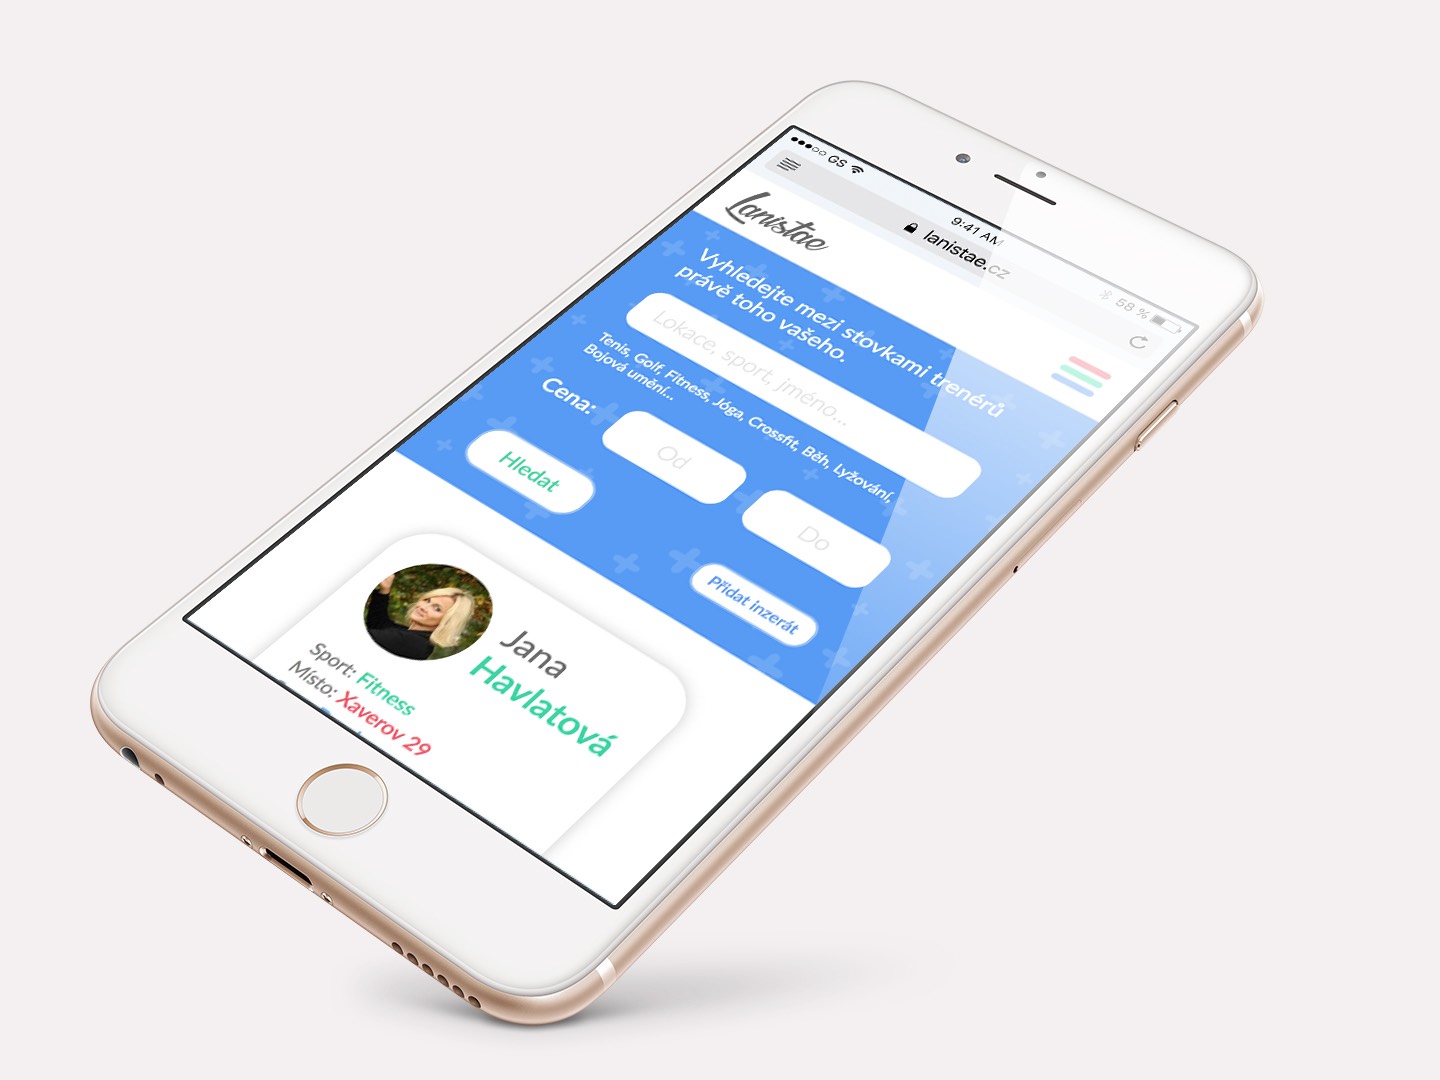 GS
9:41 AM
58 %
lanistae.cz
Lanistae
Vyhledejte mezi stovkami trenérů
právě toho vašeho.
Lokace, sport, jméno...
Tenis, Golf, Fitness, Jóga, Crossfit, Běh, Lyžování,
Bojová umění...
Cena:
Od
Do
Hledat
Přidat inzerát
Jana
Havlatová
Sport: Fitness
Místo: Xaverov 29